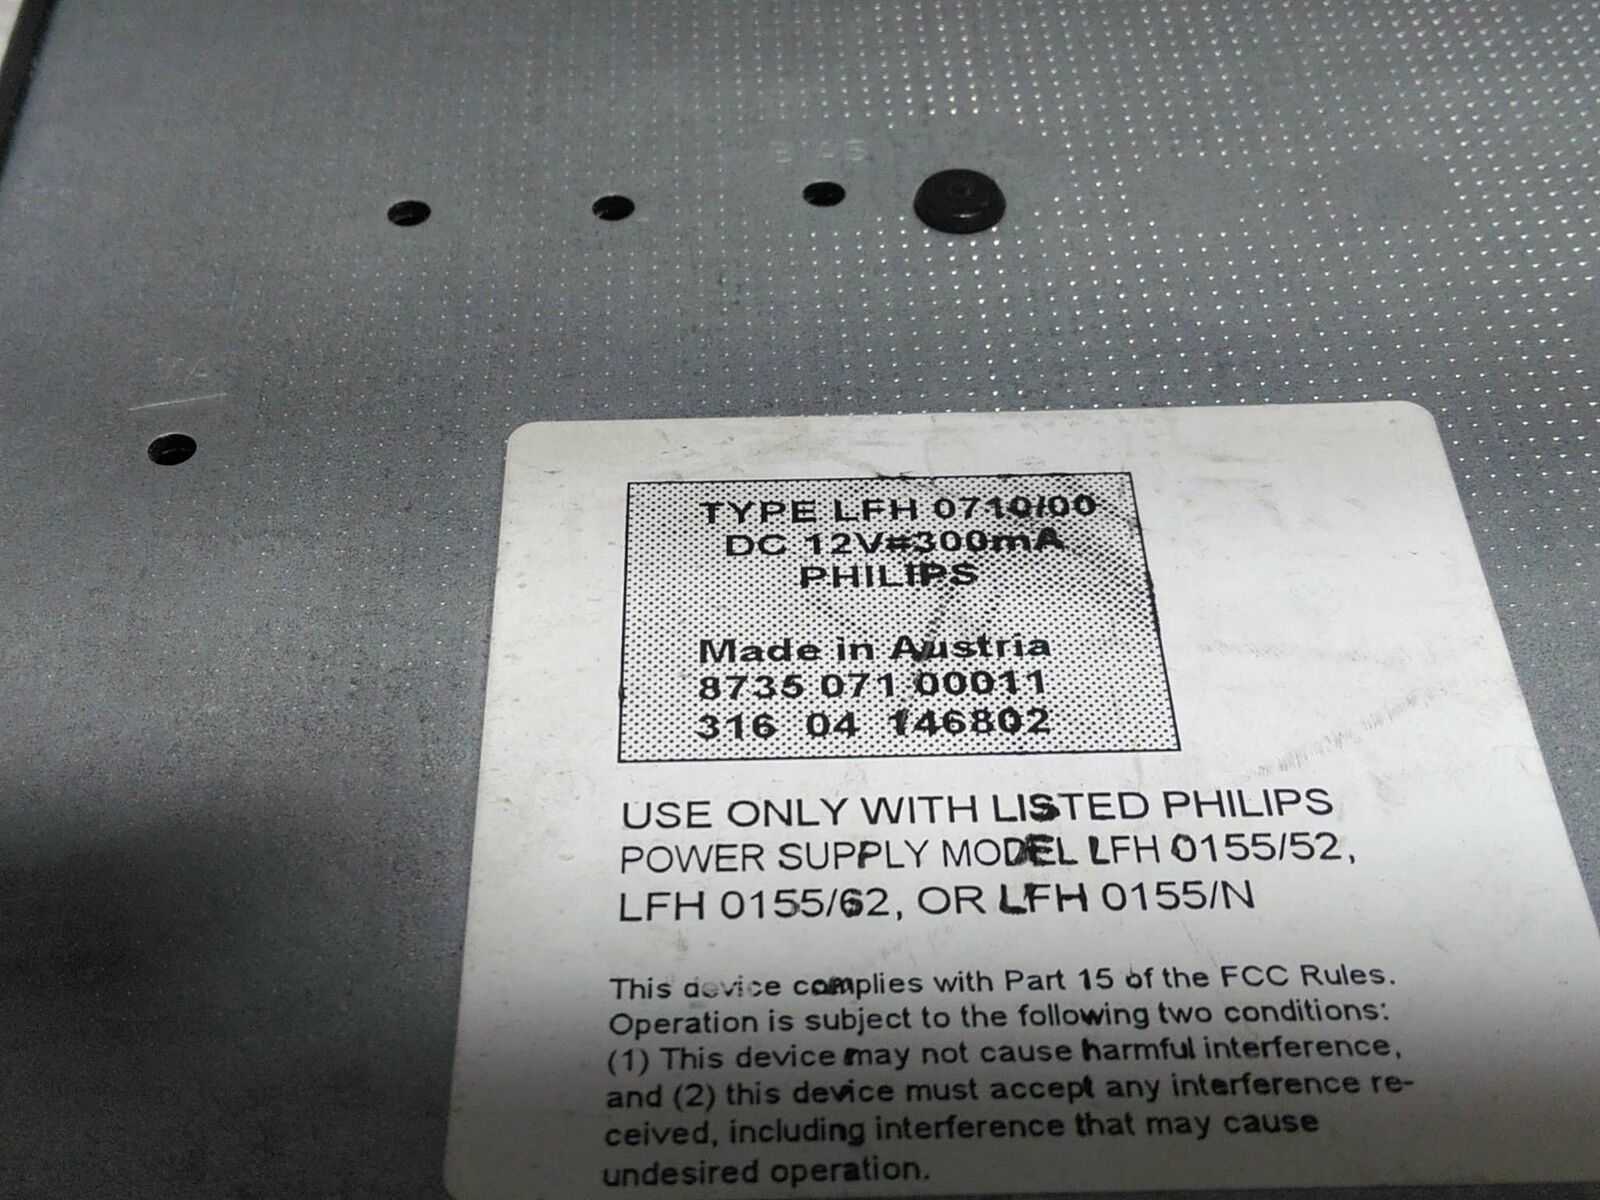 TYPE LFH 0710/00
DC 12V=300mA
PHILIPS
Made in Austria
8735 071 00011
316 04 146802
USE ONLY WITH LISTED PHILIPS
POWER SUPPLY MODEL LFH 0155/52,
LFH 0155/62, OR LFH 0155/N
This device complies with Part 15 of the FCC Rules.
Operation is subject to the following two conditions:
(1) This device may not cause harmful interference,
and (2) this device must accept any interference re-
ceived, including interference that may cause
undesired operation.